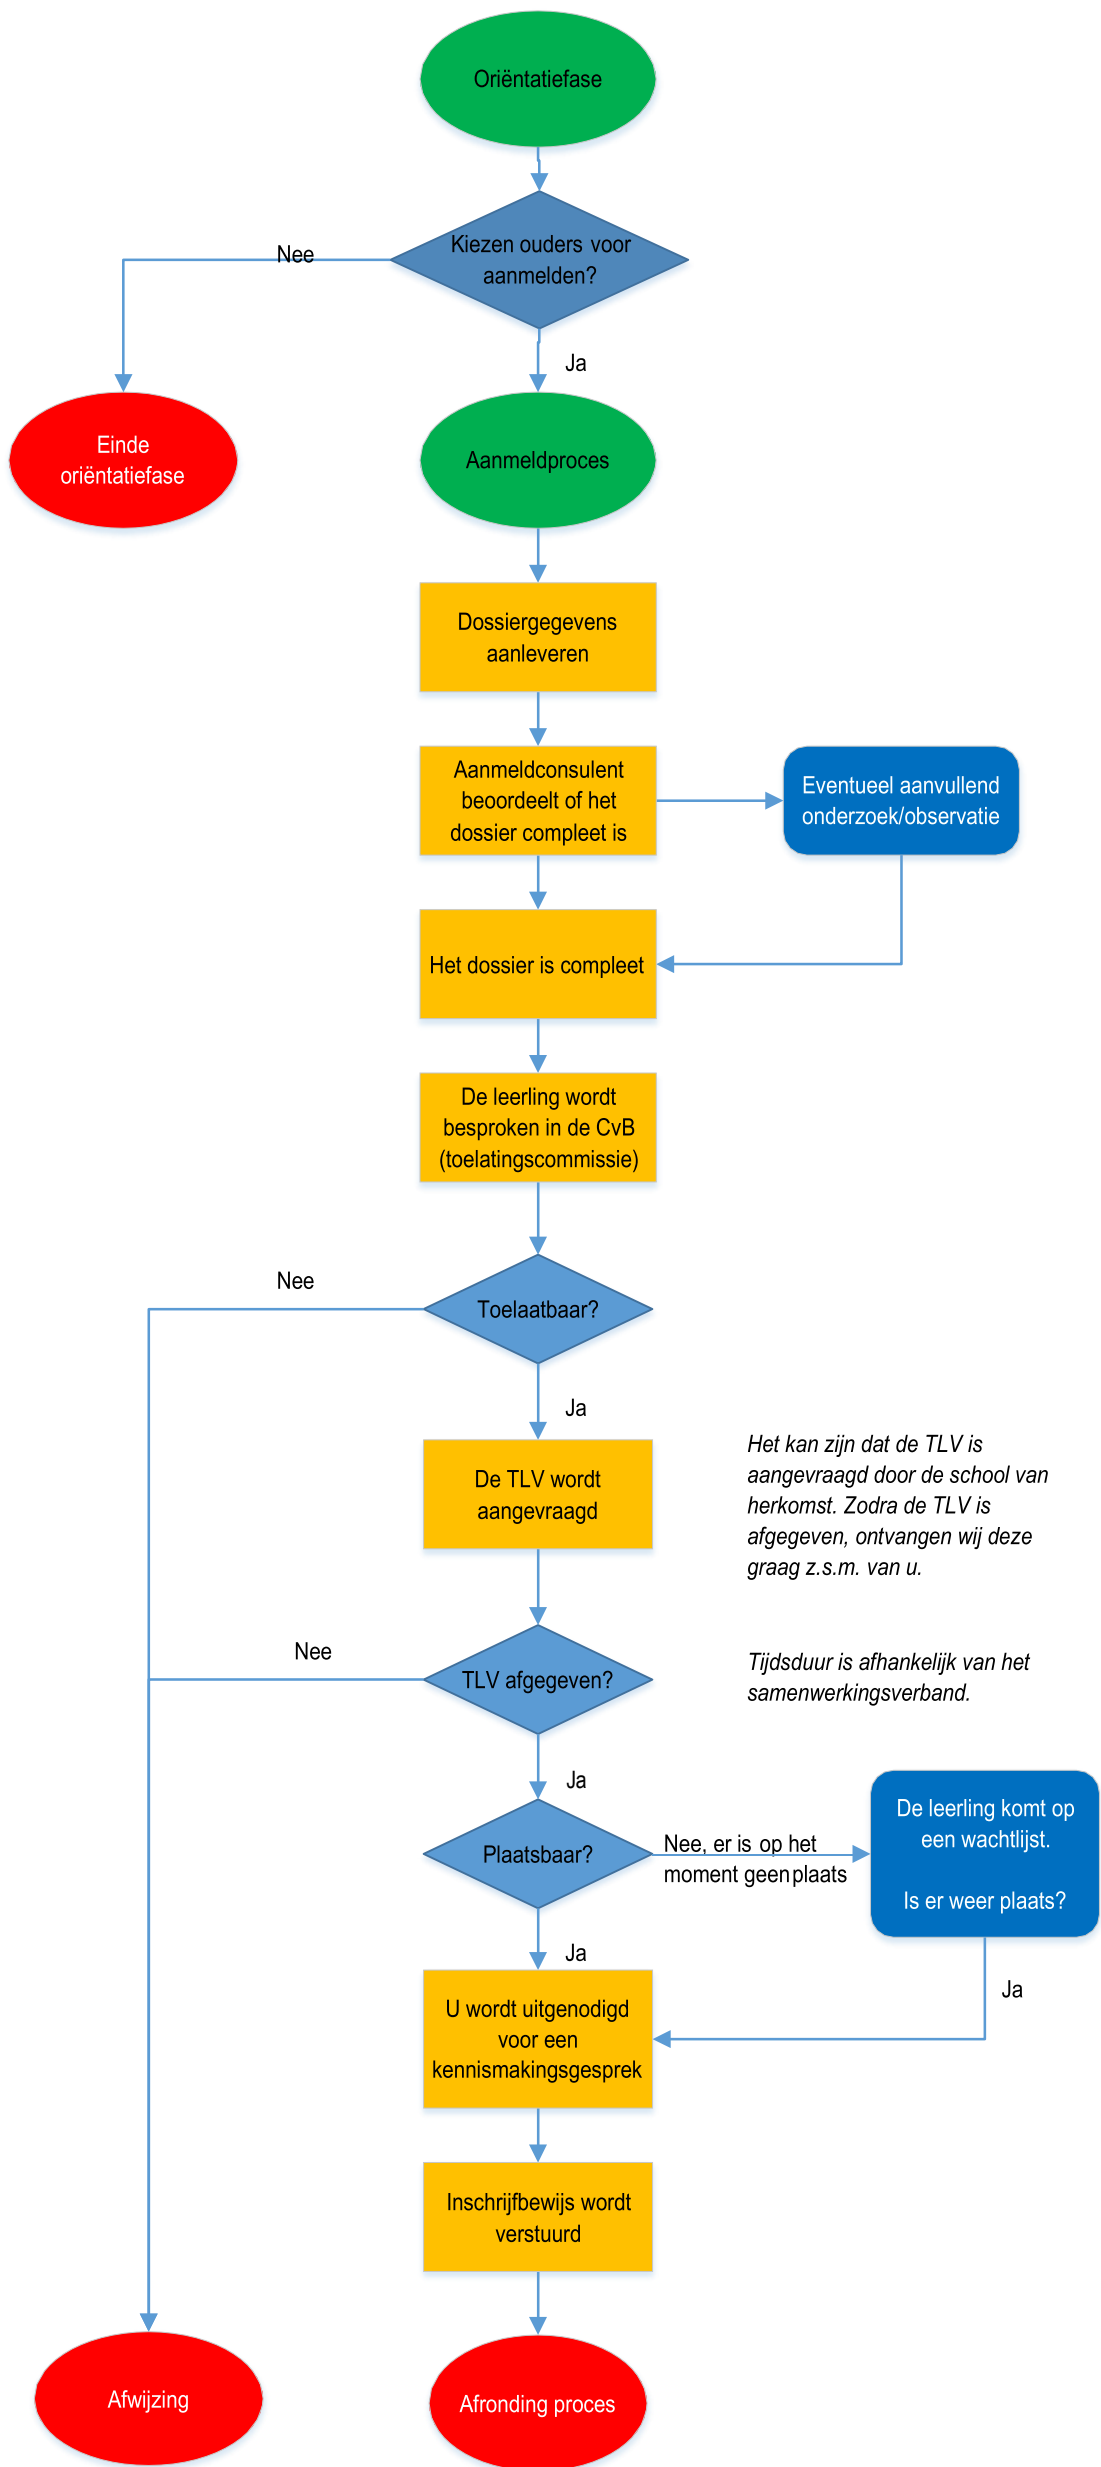 Oriëntatiefase
Kiezen ouders voor
aanmelden?
Nee
Ja
Einde
oriëntatiefase
Aanmeldproces
Dossiergegevens
aanleveren
Aanmeldconsulent
beoordeelt of het
dossier compleet is
Eventueel aanvullend
onderzoek/observatie
Het dossier is compleet
De leerling wordt
besproken in de CvB
(toelatingscommissie)
Nee
Toelaatbaar?
Ja
De TLV wordt
aangevraagd
Het kan zijn dat de TLV is
aangevraagd door de school van
herkomst. Zodra de TLV is
afgegeven, ontvangen wij deze
graag z.s.m. van u.
Nee
TLV afgegeven?
Tijdsduur is afhankelijk van het
samenwerkingsverband.
Ja
Plaatsbaar?
Nee, er is op het
moment geen plaats
De leerling komt op
een wachtlijst.
Is er weer plaats?
Ja
Ja
U wordt uitgenodigd
voor een
kennismakingsgesprek
Inschrijfbewijs wordt
verstuurd
Afwijzing
Afronding proces